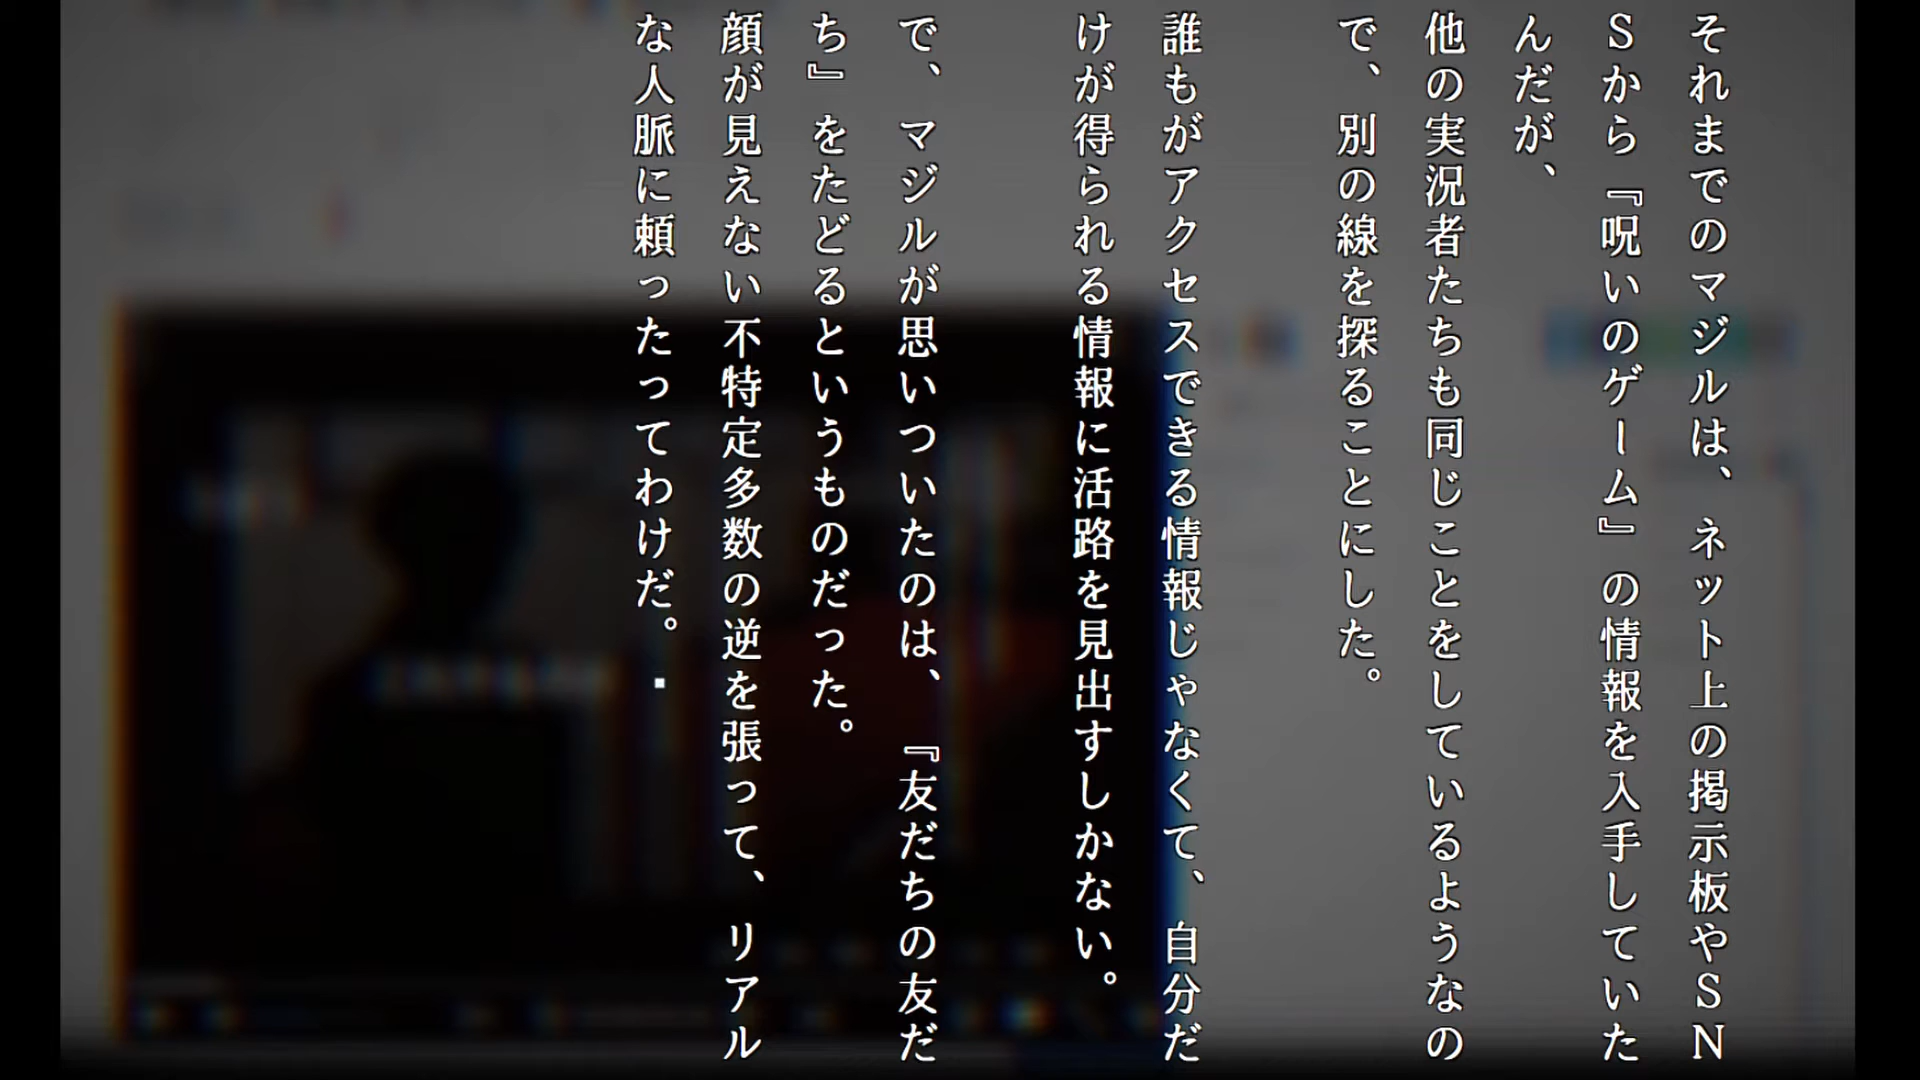 それまでのマジルは、ネット上の掲示板やSN
Sから『呪いのゲーム』の情報を入手していた
んだが、
他の実況者たちも同じことをしているようなの
で、別の線を探ることにした。
誰もがアクセスできる情報じゃなくて、自分だ
けが得られる情報に活路を見出すしかない。
で、マジルが思いついたのは、『友だちの友だ
ち』をたどるというものだった。
顔が見えない不特定多数の逆を張って、リアル
な人脈に頼ったってわけだ。